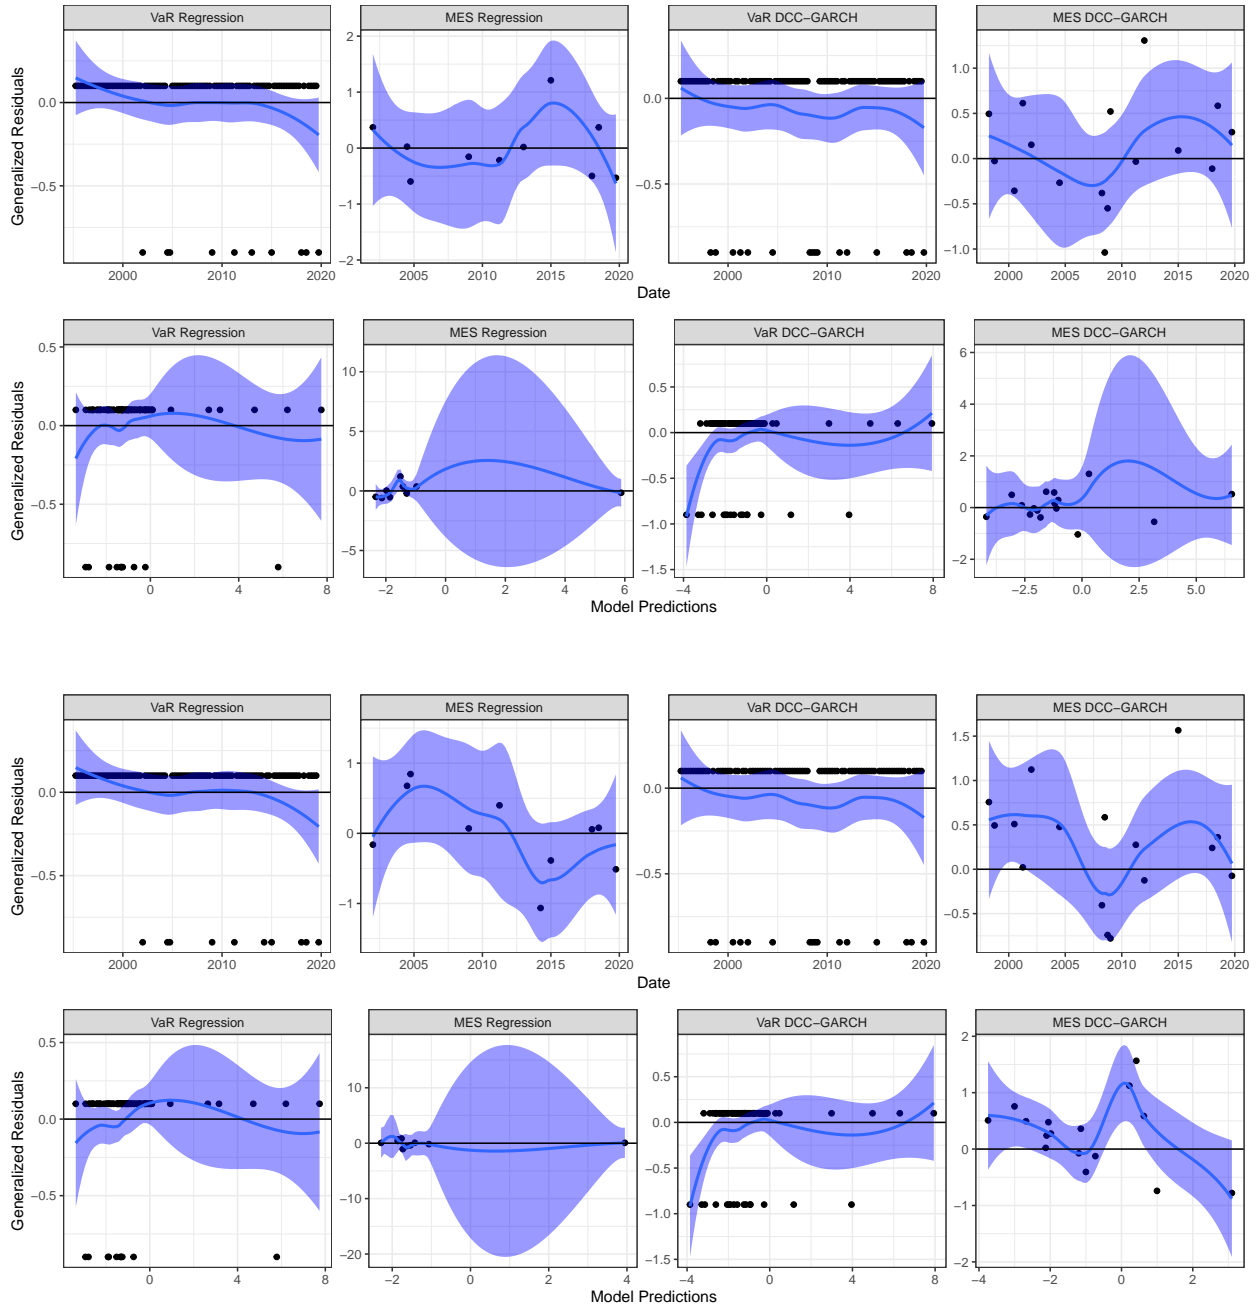 VaR Regression MES Regression VaR DCC−GARCH MES DCC−GARCH
Generalized Residuals
0.0
−0.5
2000 2010 2020
2
1
0
−1
−2
2005 2010 2015 2020
0.0
−0.5
2000 2010 2020
1.0
0.5
0.0
−0.5
−1.0
2000 2005 2010 2015 2020
Date
VaR Regression MES Regression VaR DCC−GARCH MES DCC−GARCH
Generalized Residuals
0.5
0.0
−0.5
0 4 8
10
5
0
−5
−2 0 2 4 6
0.5
0.0
−0.5
−1.0
−1.5
−4 0 4 8
6
4
2
0
−2
−2.5 0.0 2.5 5.0
Model Predictions
VaR Regression MES Regression VaR DCC−GARCH MES DCC−GARCH
Generalized Residuals
0.0
−0.5
2000 2010 2020
1
0
−1
2005 2010 2015 2020
0.0
−0.5
2000 2010 2020
1.5
1.0
0.5
0.0
−0.5
2000 2005 2010 2015 2020
Date
VaR Regression MES Regression VaR DCC−GARCH MES DCC−GARCH
Generalized Residuals
0.5
0.0
−0.5
0 4 8
10
0
−10
−20
−2 0 2 4
0.5
0.0
−0.5
−1.0
−1.5
−4 0 4 8
2
1
0
−1
−2
−4 −2 0 2
Model Predictions